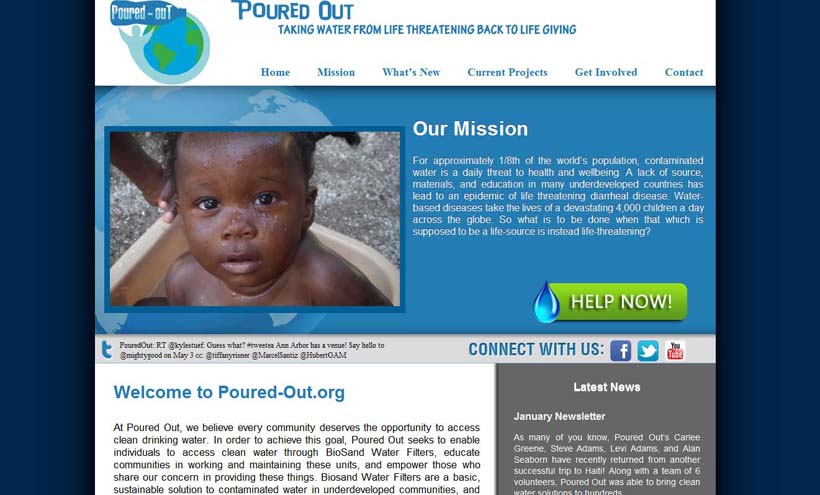 Poured - ouT
Poured Out
TAKING WATER FROM LIFE THREATENING BACK TO LIFE GIVING
Home Mission What's New Current Projects Get Involved Contact
Our Mission
For approximately 1/8th of the world's population, contaminated
water is a daily threat to health and wellbeing. A lack of source,
materials, and education in many underdeveloped countries has
lead to an epidemic of life threatening diarrheal disease. Water-
based diseases take the lives of a devastating 4,000 children a day
across the globe. So what is to be done when that which is
supposed to be a life-source is instead life-threatening?
HELP NOW!
PouredOut: RT @kylestuef: Guess what? #tweetea Ann Arbor has a venue! Say hello to
@mightygood on May 3 cc: @tiffanyrisner @MarcelSantiz @HubertGAM
CONNECT WITH US:
You
Tube
Welcome to Poured-Out.org
At Poured Out, we believe every community deserves the opportunity to access
clean drinking water. In order to achieve this goal, Poured Out seeks to enable
individuals to access clean water through BioSand Water Filters, educate
communities in working and maintaining these units, and empower those who
share our concern in providing these things. Biosand Water Filters are a basic,
sustainable solution to contaminated water in underdeveloped communities, and
Latest News
January Newsletter
As many of you know, Poured Out's Carlee
Greene, Steve Adams, Levi Adams, and Alan
Seaborn have recently returned from another
successful trip to Haiti! Along with a team of 6
volunteers, Poured Out was able to bring clean
water solutions to hundreds